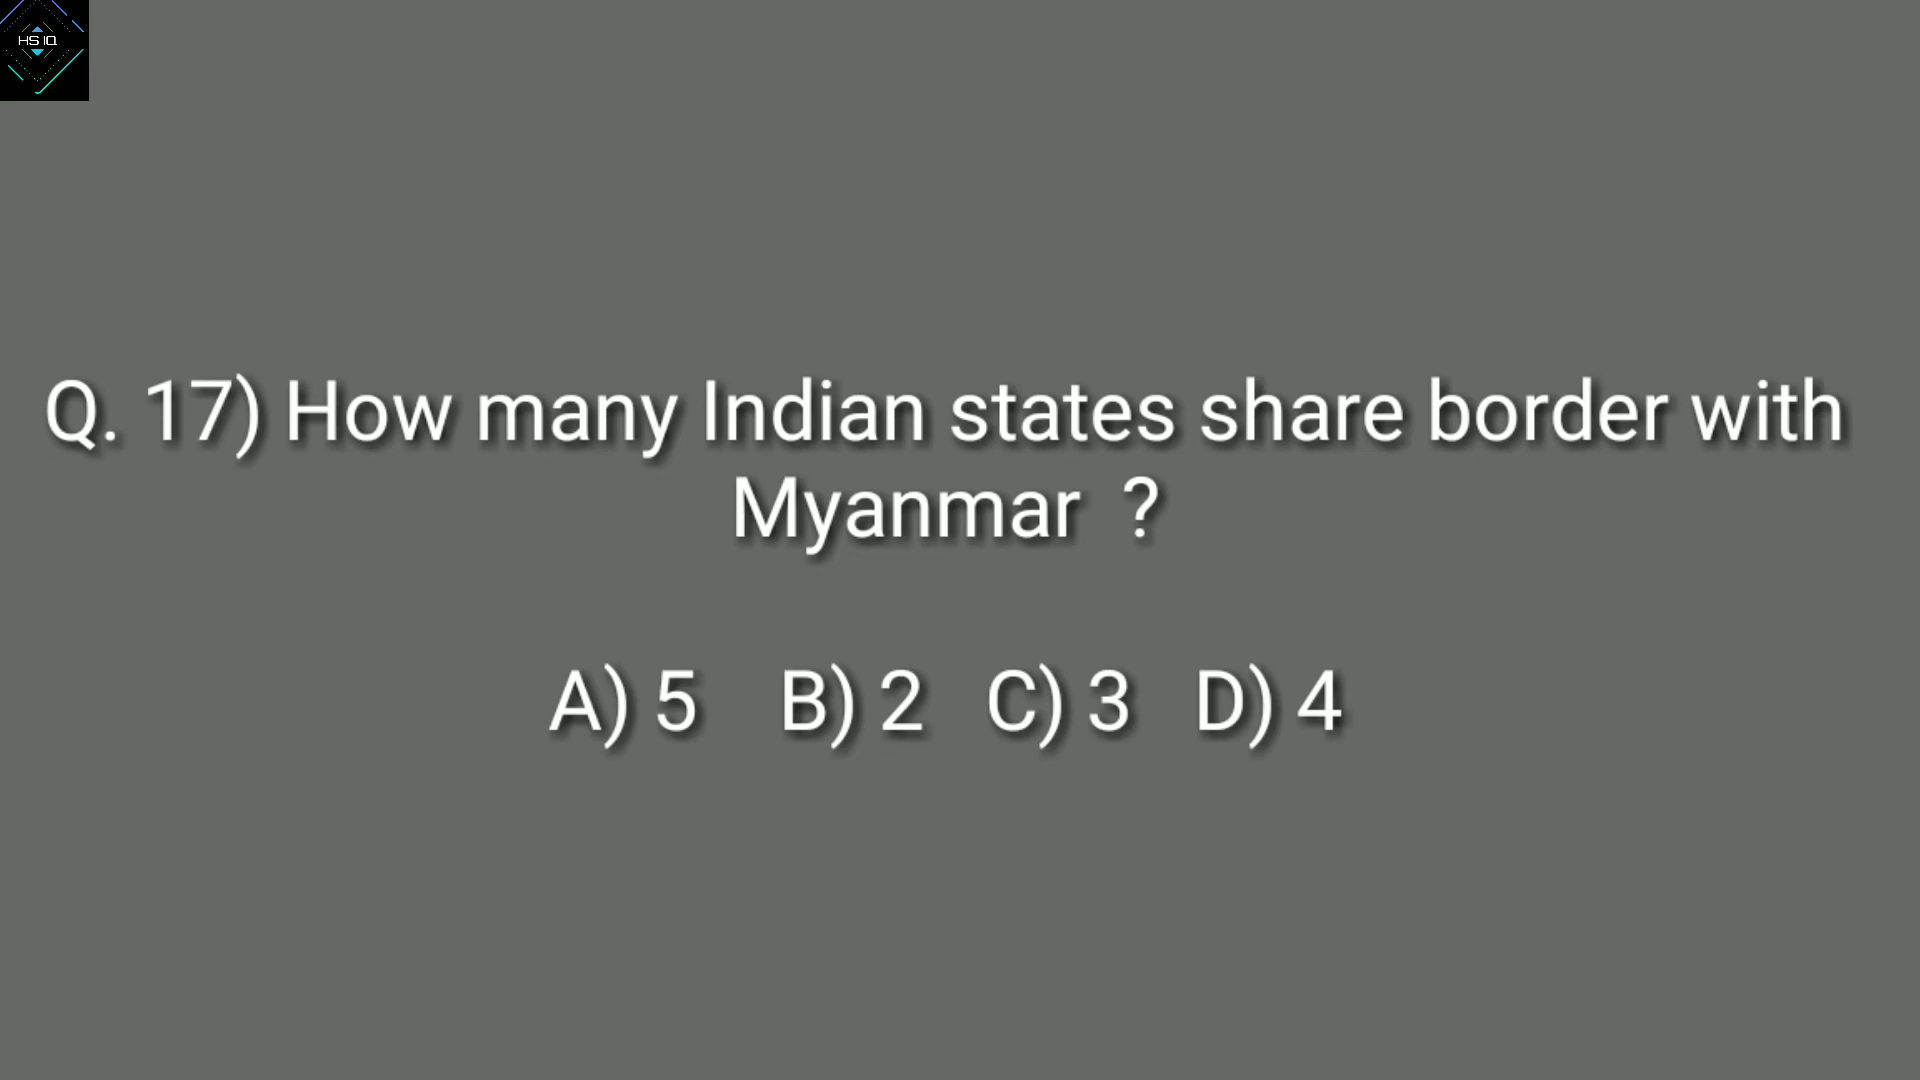 HS IQ
Q. 17) How many Indian states share border with
Myanmar ?
A) 5 B) 2 C) 3 D) 4